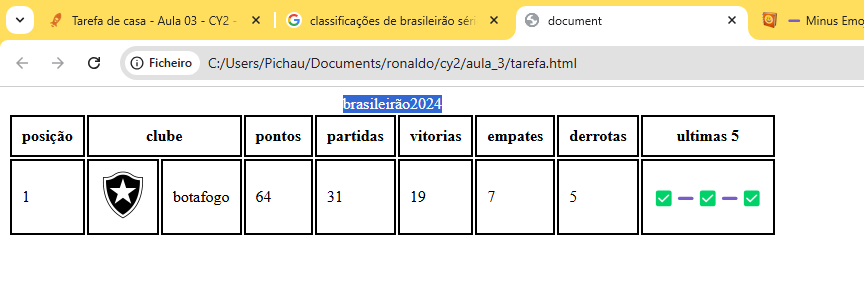 Tarefa de casa - Aula 03 - CY2 -
classificações de brasileirão séri
document
Minus Emo
Ficheiro
C:/Users/Pichau/Documents/ronaldo/cy2/aula_3/tarefa.html
brasileirão2024
posição clube pontos partidas vitorias empates derrotas ultimas 5
1 botafogo 64 31 19 7 5 ✅➖✅➖✅